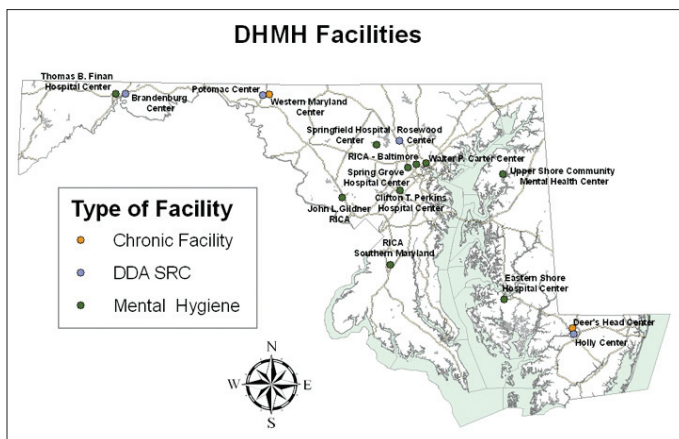 DHMH Facilities
Thomas B. Finan
Hospital Center
Brandenburg
Center
Potomac Center
Western Maryland
Center
Springfield Hospital
Center
Rosewood
Center
RICA - Baltimore
Walter P. Carter Center
Spring Grove
Hospital Center
Upper Shore Community
Mental Health Center
John L. Gildner
RICA
Clifton T. Perkins
Hospital Center
RICA
Southern Maryland
Eastern Shore
Hospital Center
Deer's Head Center
Holly Center
Type of Facility
Chronic Facility
DDA SRC
Mental Hygiene
N
W
E
S